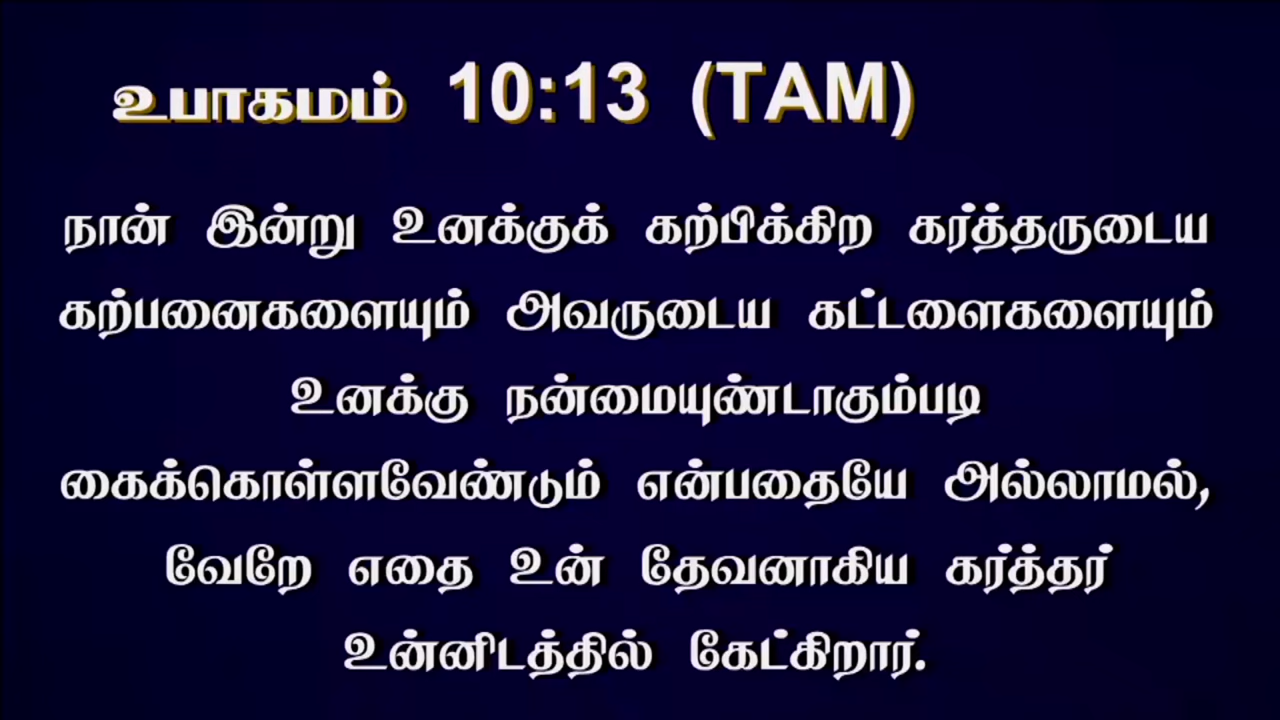 உபாகமம் 10:13 (TAM)
நான் இன்று உனக்குக் கற்பிக்கிற கர்த்தருடைய
கற்பனைகளையும் அவருடைய கட்டளைகளையும்
உனக்கு நன்மையுண்டாகும்படி
கைக்கொள்ளவேண்டும் என்பதையே அல்லாமல்,
வேறே எதை உன் தேவனாகிய கர்த்தர்
உன்னிடத்தில் கேட்கிறார்.